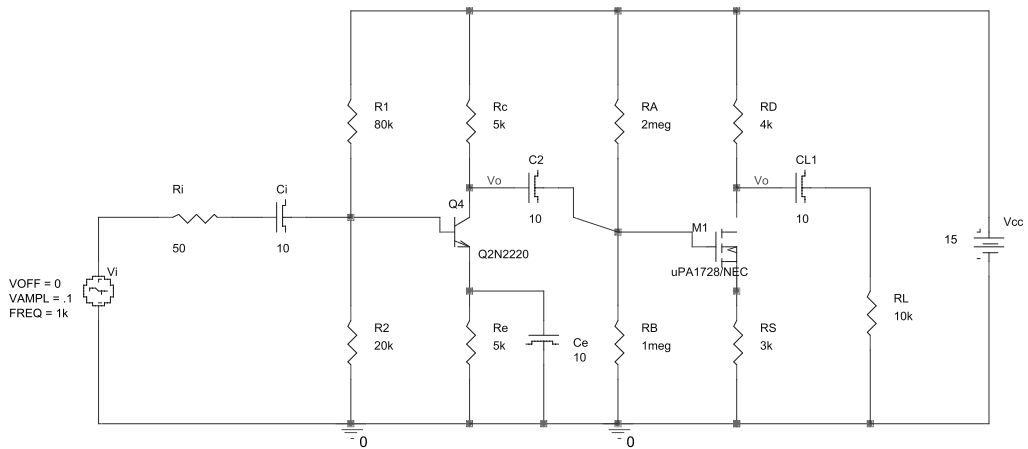 R1
80k
Rc
5k
RA
2meg
RD
4k
C2
10
CL1
10
Vo
Vo
Ri
50
Ci
10
Q4
Q2N2220
M1
uPA1728/NEC
Vcc
15
Vi
VOFF = 0
VAMPL = .1
FREQ = 1k
R2
20k
Re
5k
Ce
10
RB
1meg
RS
3k
RL
10k
0
0